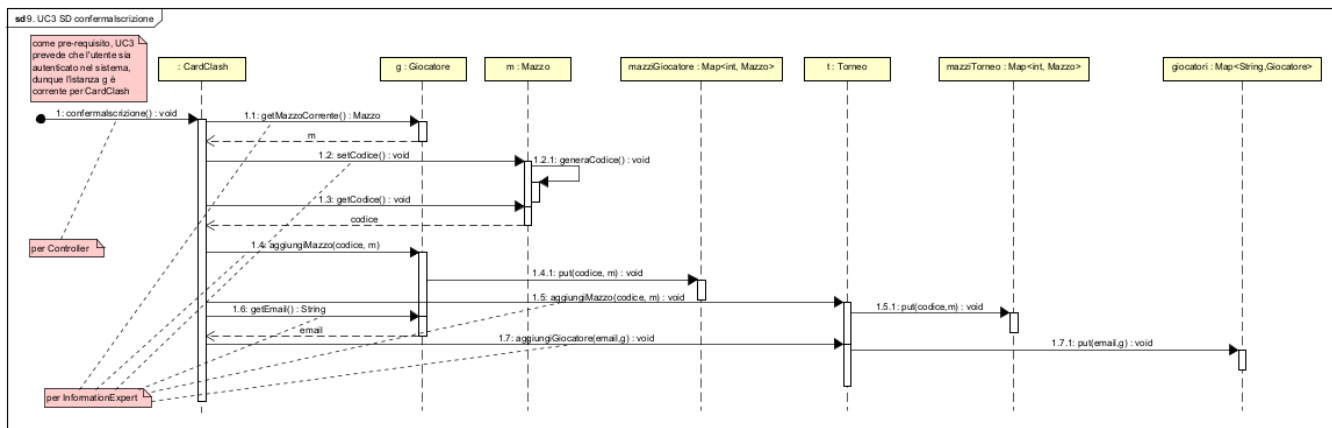 sd 9. UC3 SD confermaIscrizione
come pre-requisito, UC3
prevede che l'utente sia
autenticato nel sistema,
dunque l'istanza g è
corrente per CardClash
: CardClash
g : Giocatore
m : Mazzo
mazziGiocatore : Map<int, Mazzo>
t : Torneo
mazziTorneo : Map<int, Mazzo>
giocatori : Map<String,Giocatore>
1: confermaIscrizione() : void
1.1: getMazzoCorrente() : Mazzo
m
1.2: setCodice() : void
1.2.1: generaCodice() : void
1.3: getCodice() : void
codice
per Controller
1.4: aggiungiMazzo(codice, m)
1.4.1: put(codice, m) : void
1.5: aggiungiMazzo(codice, m) : void
1.6: getEmail() : String
1.5.1: put(codice,m) : void
email
1.7: aggiungiGiocatore(email,g) : void
1.7.1: put(email,g) : void
per InformationExpert